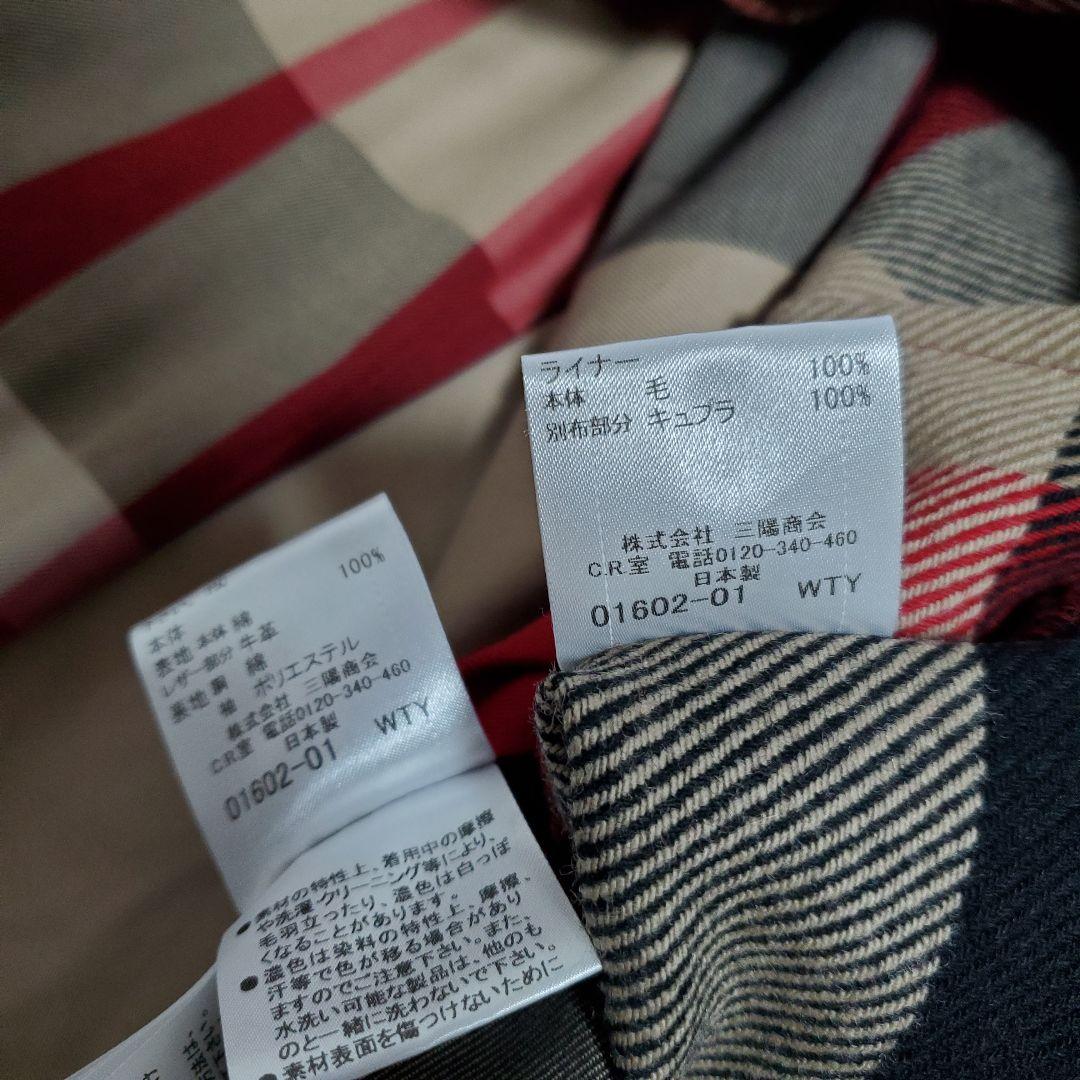 ライナー
本体 毛 100%
別布部分 キュプラ 100%
株式会社 三陽商会
C.R室 電話0120-340-460
日本製
01602-01 WTY
100%
本体
表地 本体 綿
レザー部分 牛革
裏地 胴 綿
袖 ポリエステル
株式会社 三陽商会
C.R室 電話0120-340-460
日本製
01602-01 WTY
●素材の特性上、着用中の摩擦
や洗濯・クリーニング等により、
毛羽立ったり、濃色は白っぽ
くなることがあります。
●濃色は染料の特性上、摩擦、
汗等で色が移る場合があり
ますのでご注意下さい。また、
水洗い可能な製品は、他のも
のと一緒に洗わないで下さい。
●素材表面を傷つけないために